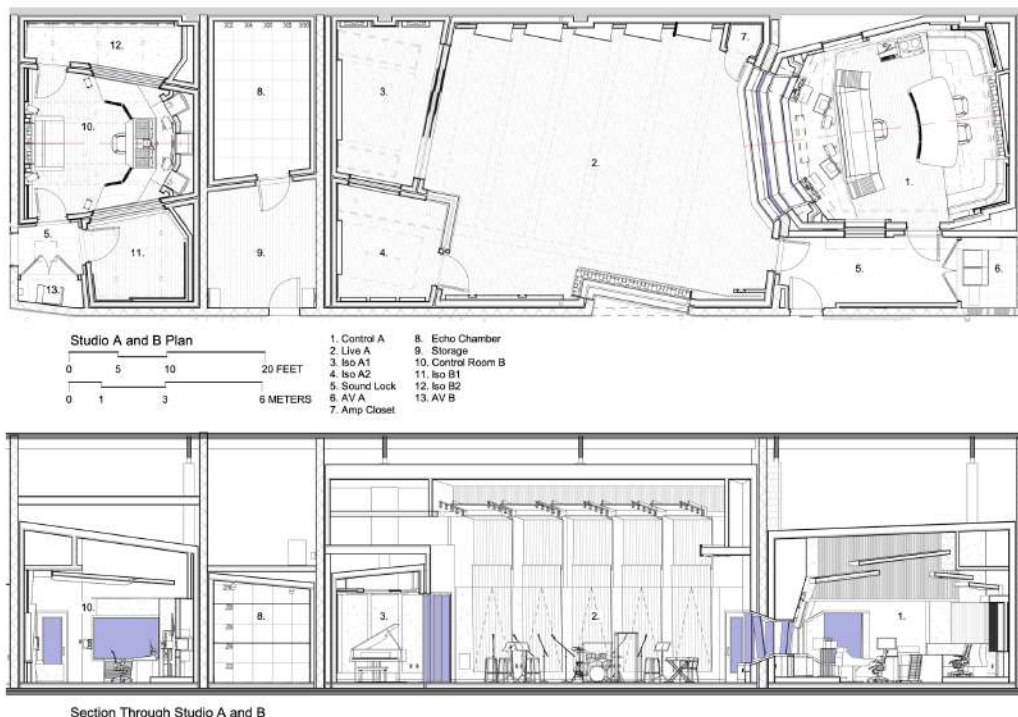 12.
10.
5.
13.
11.
8.
9.
3.
4.
2.
7.
1.
5.
6.
Studio A and B Plan
0 5 10 20 FEET
0 1 3 6 METERS
1. Control A
2. Live A
3. Iso A1
4. Iso A2
5. Sound Lock
6. AV A
7. Amp Closet
8. Echo Chamber
9. Storage
10. Control Room B
11. Iso B1
12. Iso B2
13. AV B
10.
8.
3.
2.
1.
Section Through Studio A and B